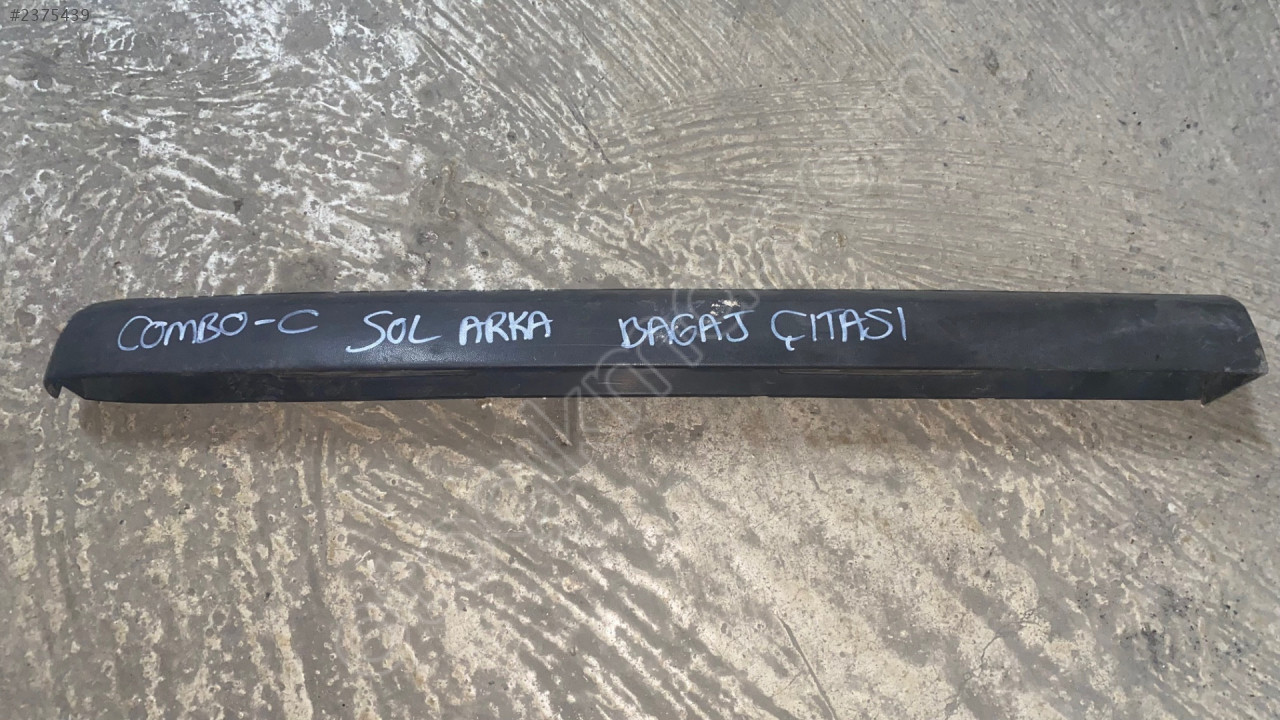 #2375439
COMBO-C SOL ARKA BAGAJ ÇITASI